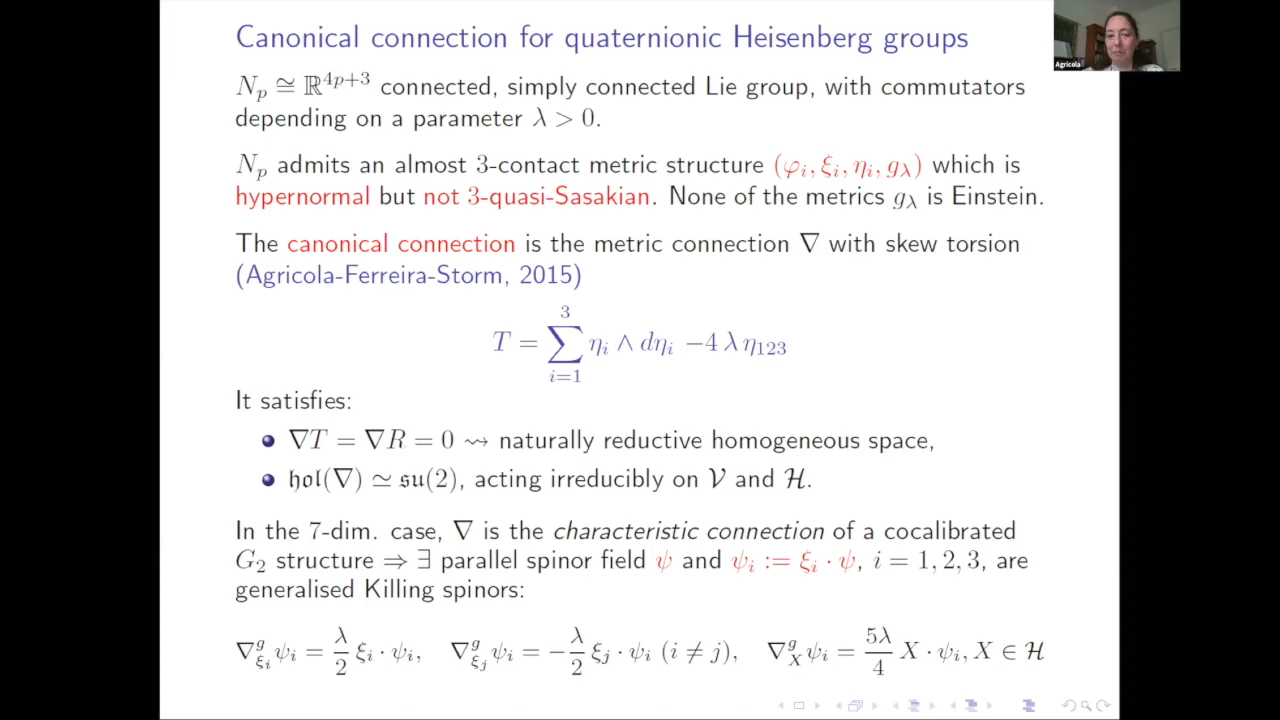 Canonical connection for quaternionic Heisenberg groups
Agricola
N_p ≅ ℝ^{4p+3} connected, simply connected Lie group, with commutators
depending on a parameter λ > 0.
N_p admits an almost 3-contact metric structure (φ_i, ξ_i, η_i, g_λ) which is
hypernormal but not 3-quasi-Sasakian. None of the metrics g_λ is Einstein.
The canonical connection is the metric connection ∇ with skew torsion
(Agricola-Ferreira-Storm, 2015)
T = ∑_{i=1}^{3} η_i ∧ dη_i −4 λ η_{123}
It satisfies:
∇T = ∇R = 0 ⇝ naturally reductive homogeneous space,
𝔥𝔬𝔩(∇) ≃ 𝔰𝔲(2), acting irreducibly on 𝒱 and ℋ.
In the 7-dim. case, ∇ is the characteristic connection of a cocalibrated
G_2 structure ⇒ ∃ parallel spinor field ψ and ψ_i := ξ_i · ψ, i = 1, 2, 3, are
generalised Killing spinors:
∇^g_{ξ_i} ψ_i = λ/2 ξ_i · ψ_i, ∇^g_{ξ_j} ψ_i = −λ/2 ξ_j · ψ_i (i ≠ j), ∇^g_X ψ_i = 5λ/4 X · ψ_i, X ∈ ℋ